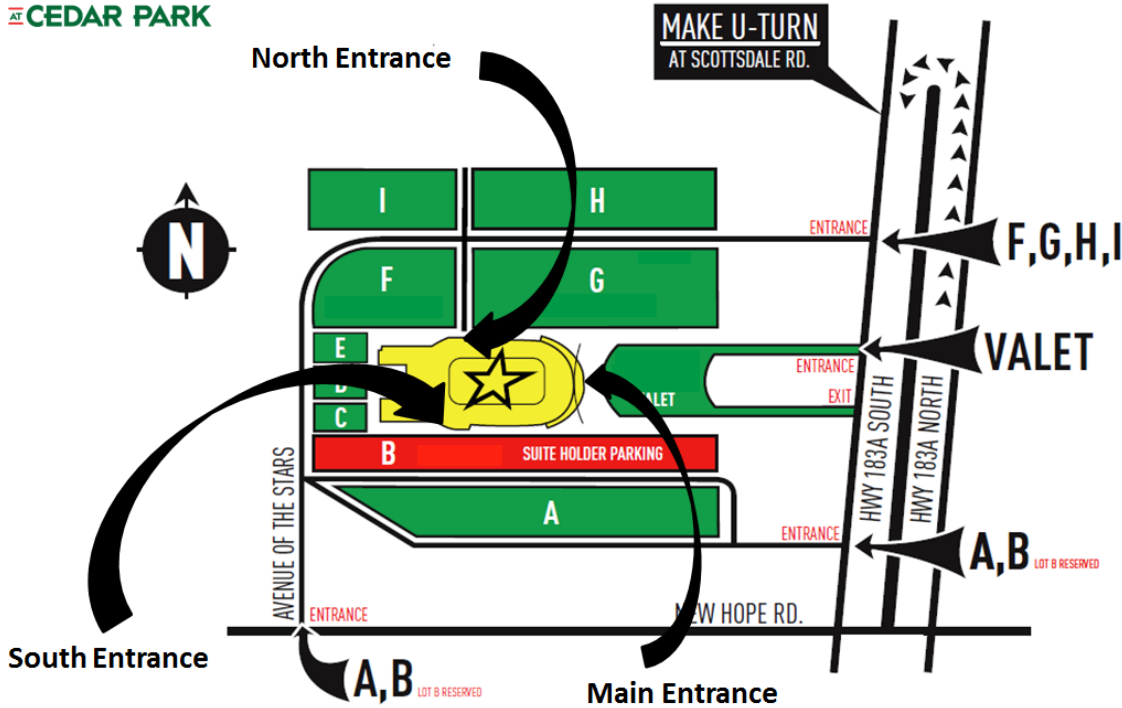 AT CEDAR PARK
MAKE U-TURN
AT SCOTTSDALE RD.
North Entrance
I
H
N
ENTRANCE
F,G,H,I
F
G
E
VALET
ENTRANCE
EXIT
C
B
SUITE HOLDER PARKING
A
AVENUE OF THE STARS
HWY 183A SOUTH
HWY 183A NORTH
ENTRANCE
A,B LOT B RESERVED
ENTRANCE
HOPE RD.
South Entrance
A,B LOT B RESERVED
Main Entrance